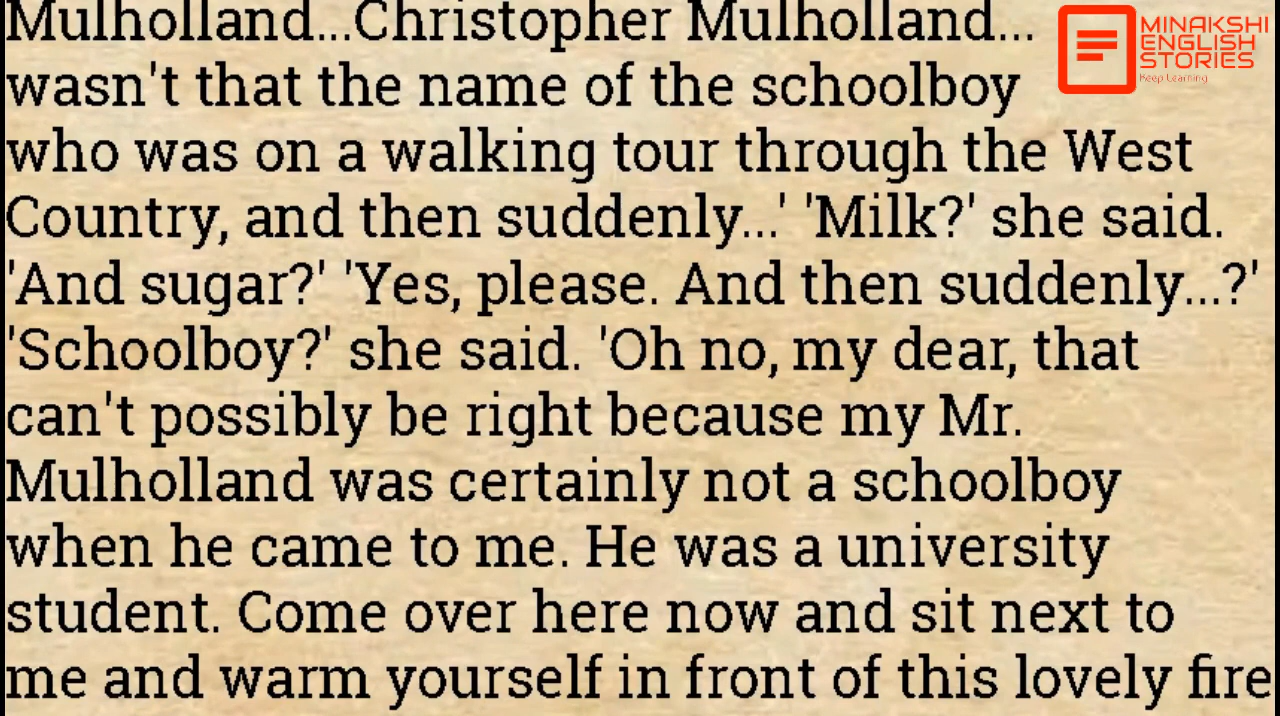 Mulholland...Christopher Mulholland...
wasn't that the name of the schoolboy
who was on a walking tour through the West
Country, and then suddenly...' 'Milk?' she said.
'And sugar?' 'Yes, please. And then suddenly...?'
'Schoolboy?' she said. 'Oh no, my dear, that
can't possibly be right because my Mr.
Mulholland was certainly not a schoolboy
when he came to me. He was a university
student. Come over here now and sit next to
me and warm yourself in front of this lovely fire
MINAKSHI
ENGLISH
STORIES
Keep Learning